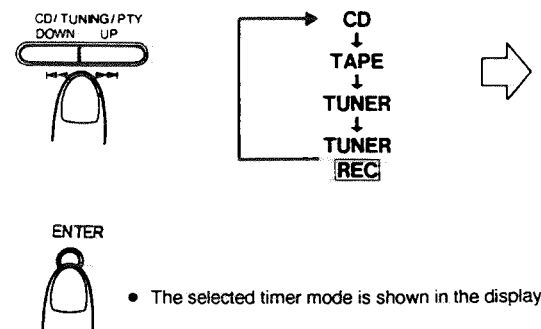 CD/TUNING/PTY
DOWN UP
CD
TAPE
TUNER
TUNER
REC
ENTER
• The selected timer mode is shown in the display